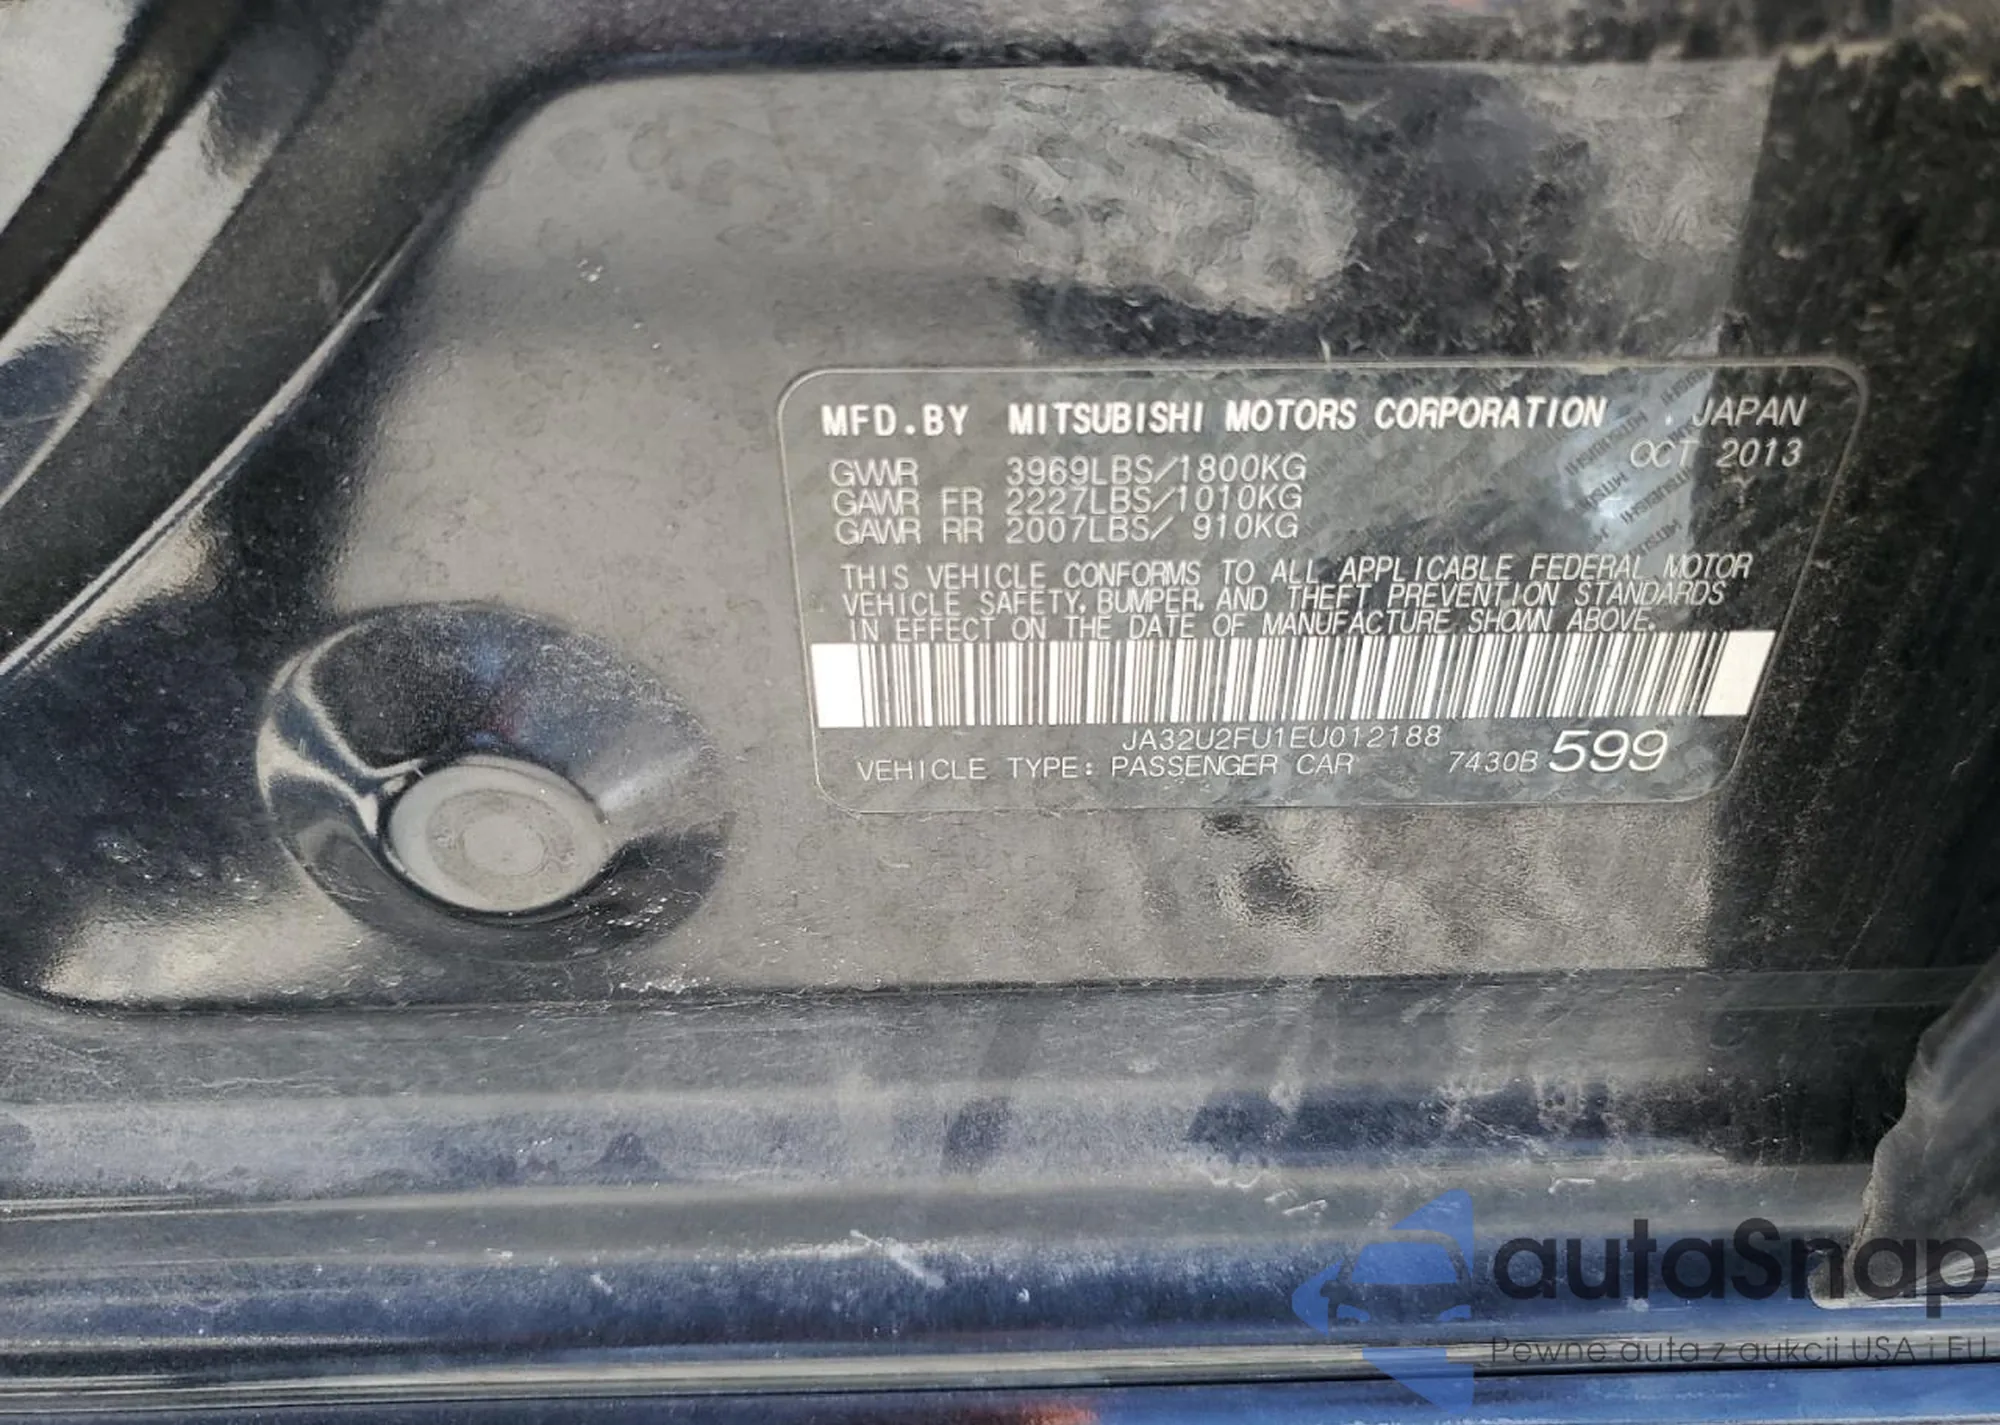 MFD.BY MITSUBISHI MOTORS CORPORATION . JAPAN
OCT 2013
GVWR 3969LBS/1800KG
GAWR FR 2227LBS/1010KG
GAWR RR 2007LBS/ 910KG
THIS VEHICLE CONFORMS TO ALL APPLICABLE FEDERAL MOTOR
VEHICLE SAFETY, BUMPER, AND THEFT PREVENTION STANDARDS
IN EFFECT ON THE DATE OF MANUFACTURE SHOWN ABOVE.
JA32U2FU1EU012188
VEHICLE TYPE: PASSENGER CAR 7430B 599
autaSnap
Pewne auta z aukcji USA i EU